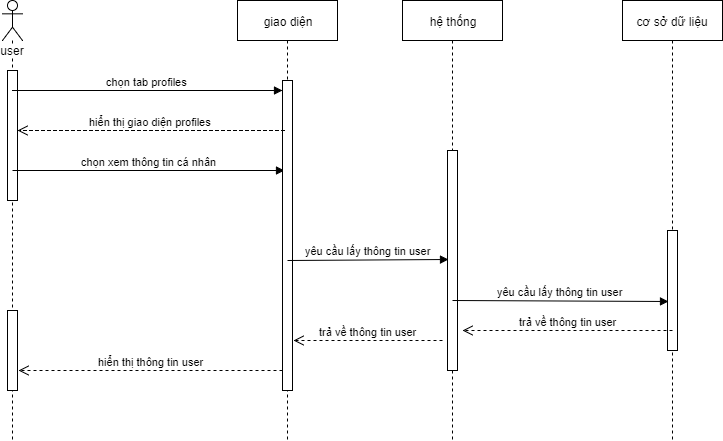 user
giao diện
hệ thống
cơ sở dữ liệu
chọn tab profiles
hiển thị giao diện profiles
chọn xem thông tin cá nhân
yêu cầu lấy thông tin user
yêu cầu lấy thông tin user
trả về thông tin user
trả về thông tin user
hiển thị thông tin user